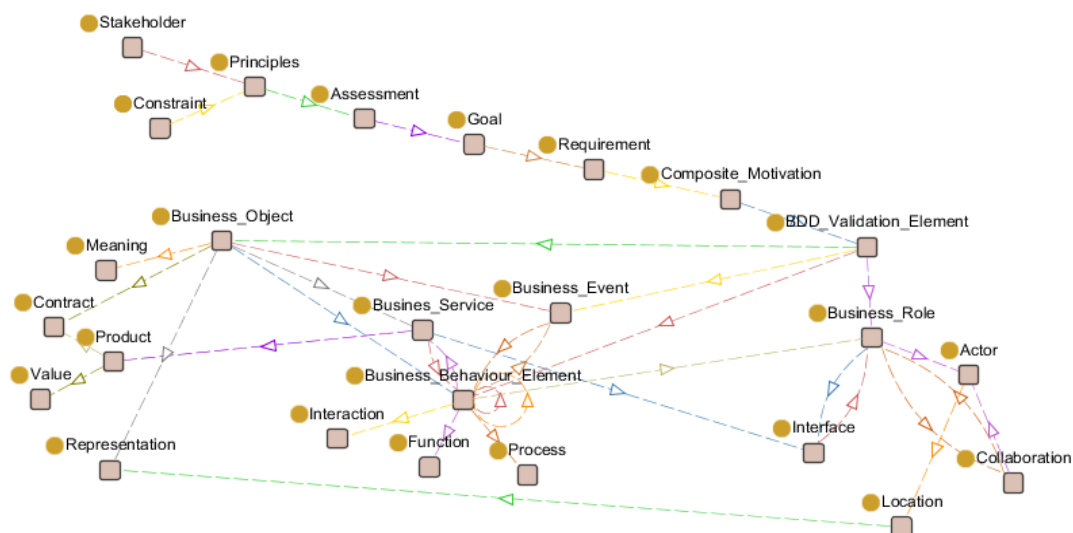 Stakeholder
Principles
Assessment
Constraint
Goal
Requirement
Composite_Motivation
Business_Object
BDD_Validation_Element
Meaning
Business_Event
Contract
Busines_Service
Business_Role
Product
Actor
Value
Business_Behaviour_Element
Interaction
Interface
Representation
Function
Process
Collaboration
Location